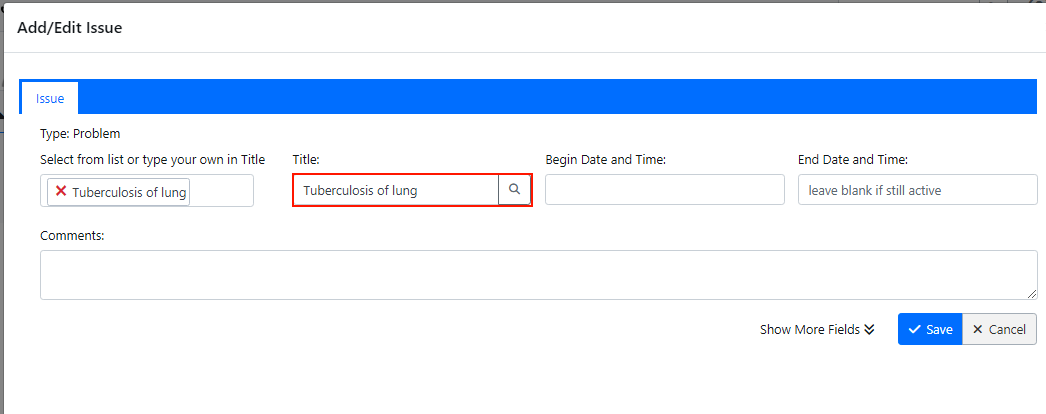 Add/Edit Issue
Issue
Type: Problem
Select from list or type your own in Title
Title:
Begin Date and Time:
End Date and Time:
Tuberculosis of lung
Tuberculosis of lung
leave blank if still active
Comments:
Show More Fields
Save
Cancel